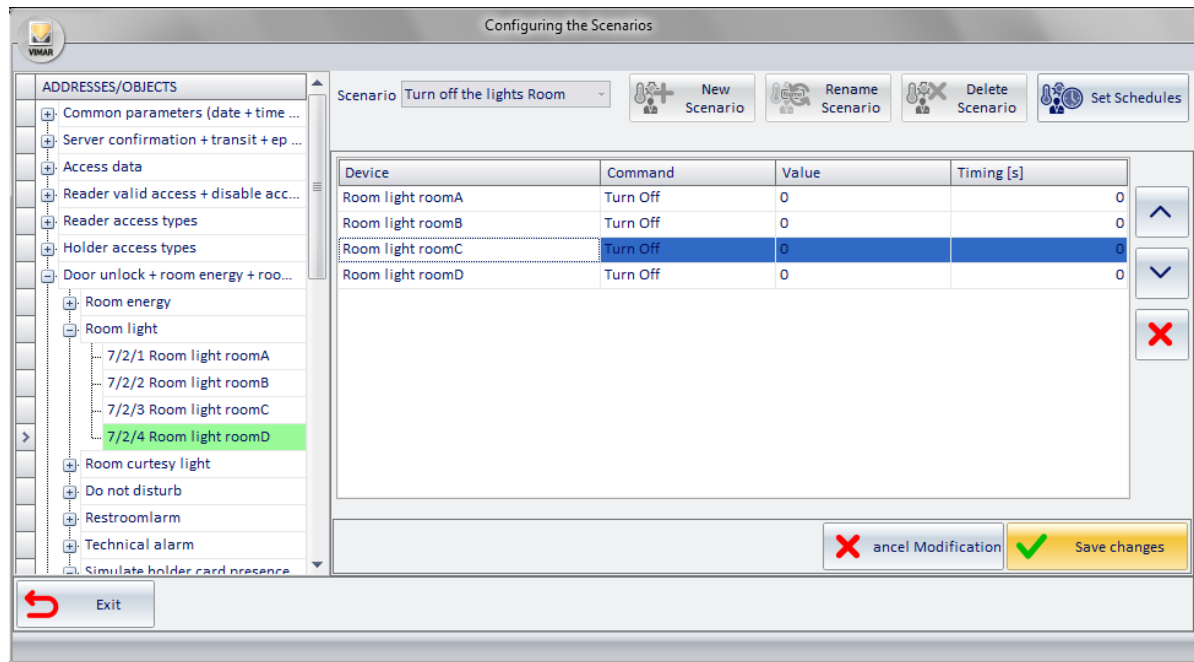 Configuring the Scenarios
VIMAR
ADDRESSES/OBJECTS
Common parameters (date + time ...
Server confirmation + transit + ep ...
Access data
Reader valid access + disable acc...
Reader access types
Holder access types
Door unlock + room energy + roo...
Room energy
Room light
7/2/1 Room light roomA
7/2/2 Room light roomB
7/2/3 Room light roomC
7/2/4 Room light roomD
Room curtesy light
Do not disturb
Restroomlarm
Technical alarm
Simulate holder card presence
Scenario Turn off the lights Room
New
Scenario
Rename
Scenario
Delete
Scenario
Set Schedules
Device Command Value Timing [s]
Room light roomA Turn Off 0 0
Room light roomB Turn Off 0 0
Room light roomC Turn Off 0 0
Room light roomD Turn Off 0 0
ancel Modification
Save changes
Exit